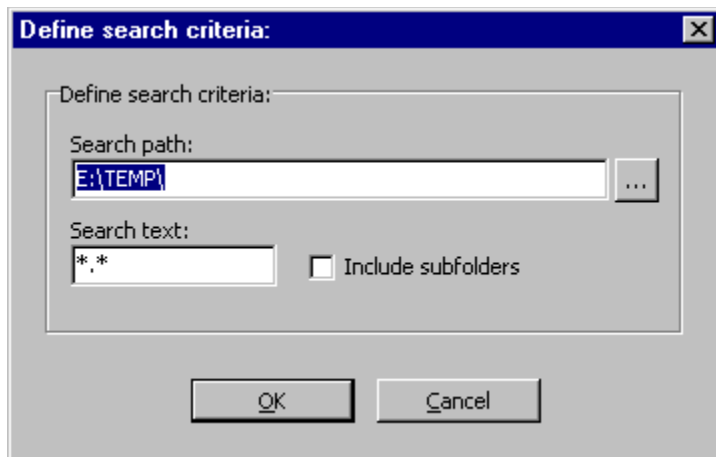 Define search criteria:
Define search criteria:
Search path:
E:\TEMP\
...
Search text:
*.*
Include subfolders
OK
Cancel